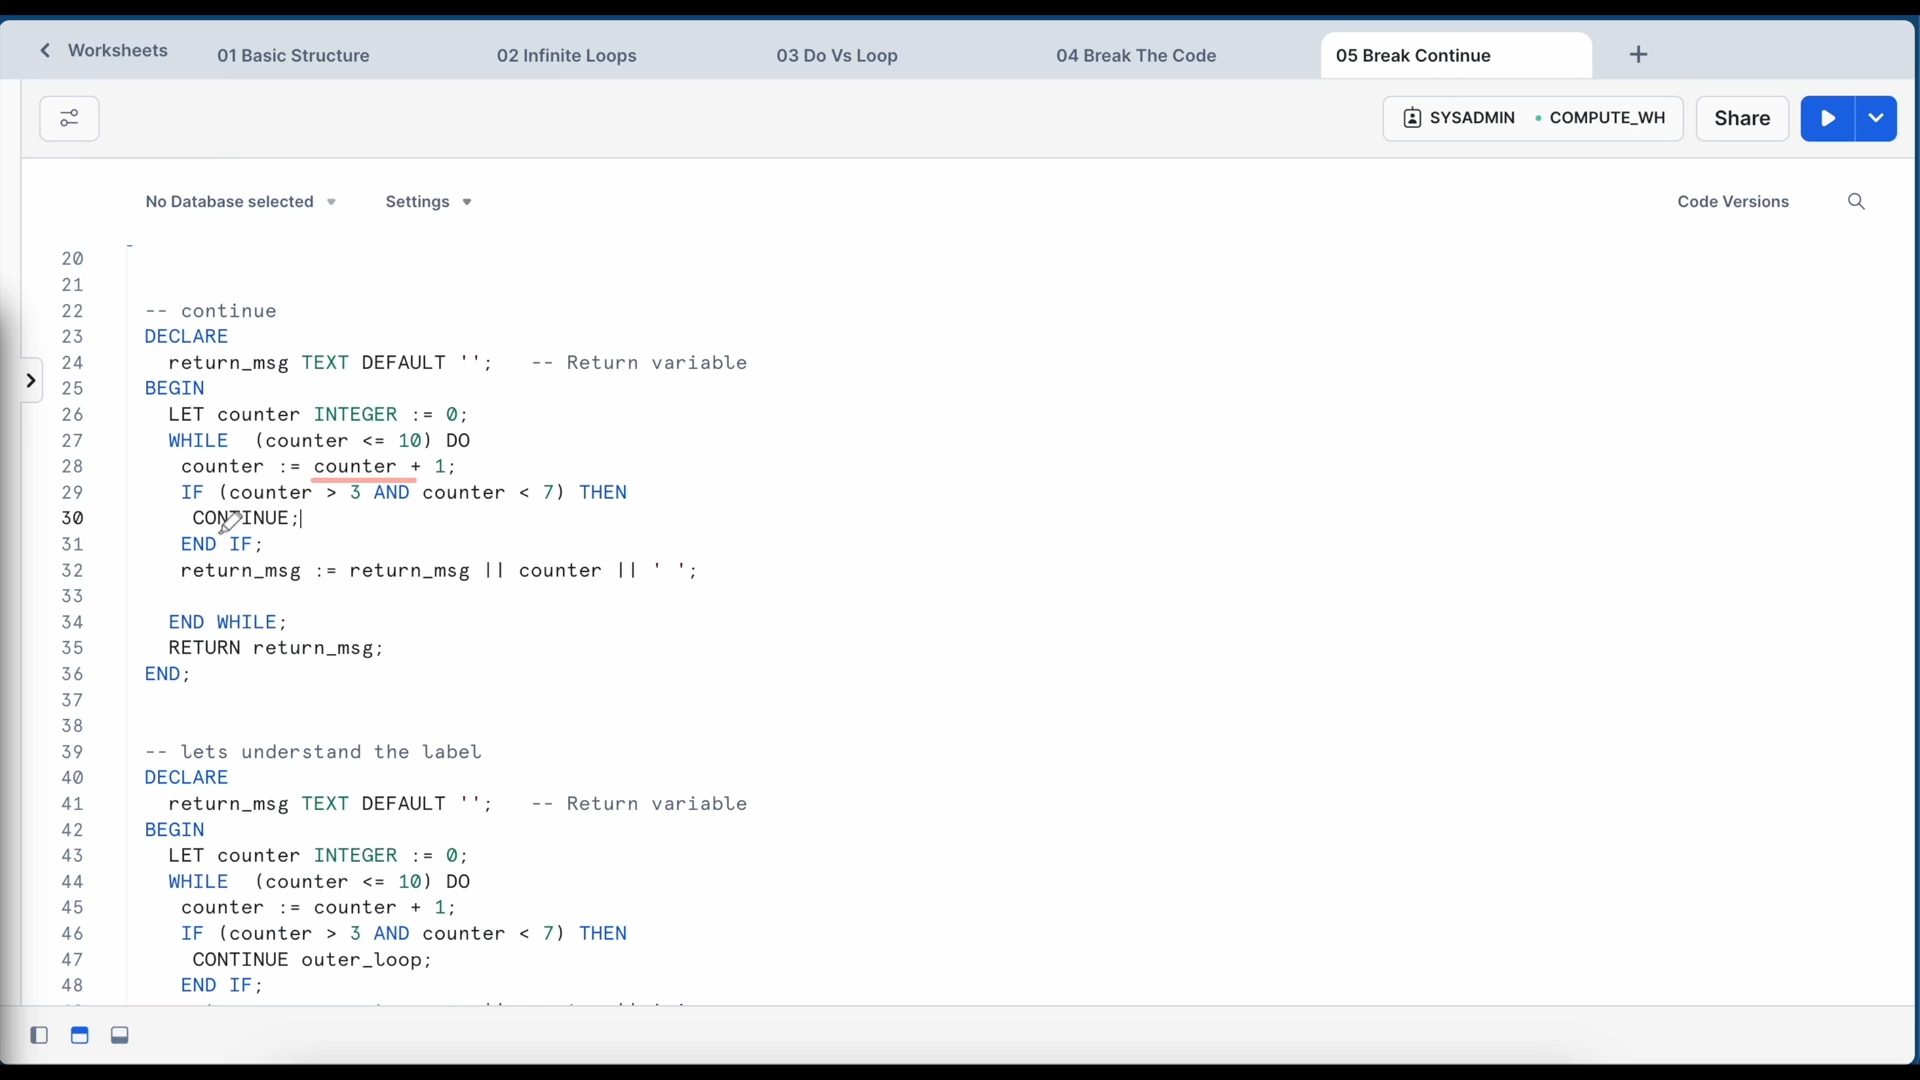 Worksheets
01 Basic Structure
02 Infinite Loops
03 Do Vs Loop
04 Break The Code
05 Break Continue
SYSADMIN
COMPUTE_WH
Share
No Database selected
Settings
Code Versions
20
21
22 -- continue
23 DECLARE
24 return_msg TEXT DEFAULT ''; -- Return variable
25 BEGIN
26 LET counter INTEGER := 0;
27 WHILE (counter <= 10) DO
28 counter := counter + 1;
29 IF (counter > 3 AND counter < 7) THEN
30 CONTINUE;
31 END IF;
32 return_msg := return_msg || counter || ' ';
33
34 END WHILE;
35 RETURN return_msg;
36 END;
37
38
39 -- lets understand the label
40 DECLARE
41 return_msg TEXT DEFAULT ''; -- Return variable
42 BEGIN
43 LET counter INTEGER := 0;
44 WHILE (counter <= 10) DO
45 counter := counter + 1;
46 IF (counter > 3 AND counter < 7) THEN
47 CONTINUE outer_loop;
48 END IF;